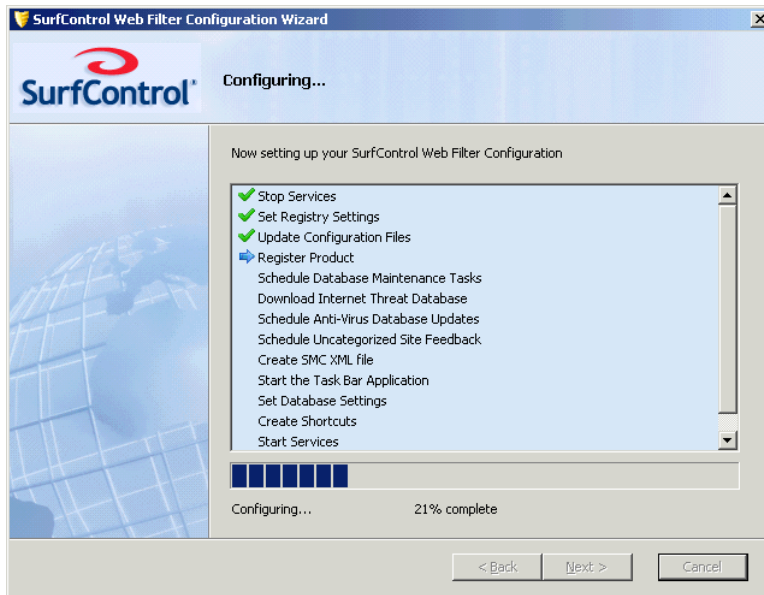 SurfControl Web Filter Configuration Wizard
SurfControl
Configuring...
Now setting up your SurfControl Web Filter Configuration
Stop Services
Set Registry Settings
Update Configuration Files
Register Product
Schedule Database Maintenance Tasks
Download Internet Threat Database
Schedule Anti-Virus Database Updates
Schedule Uncategorized Site Feedback
Create SMC XML file
Start the Task Bar Application
Set Database Settings
Create Shortcuts
Start Services
Configuring... 21% complete
< Back Next > Cancel